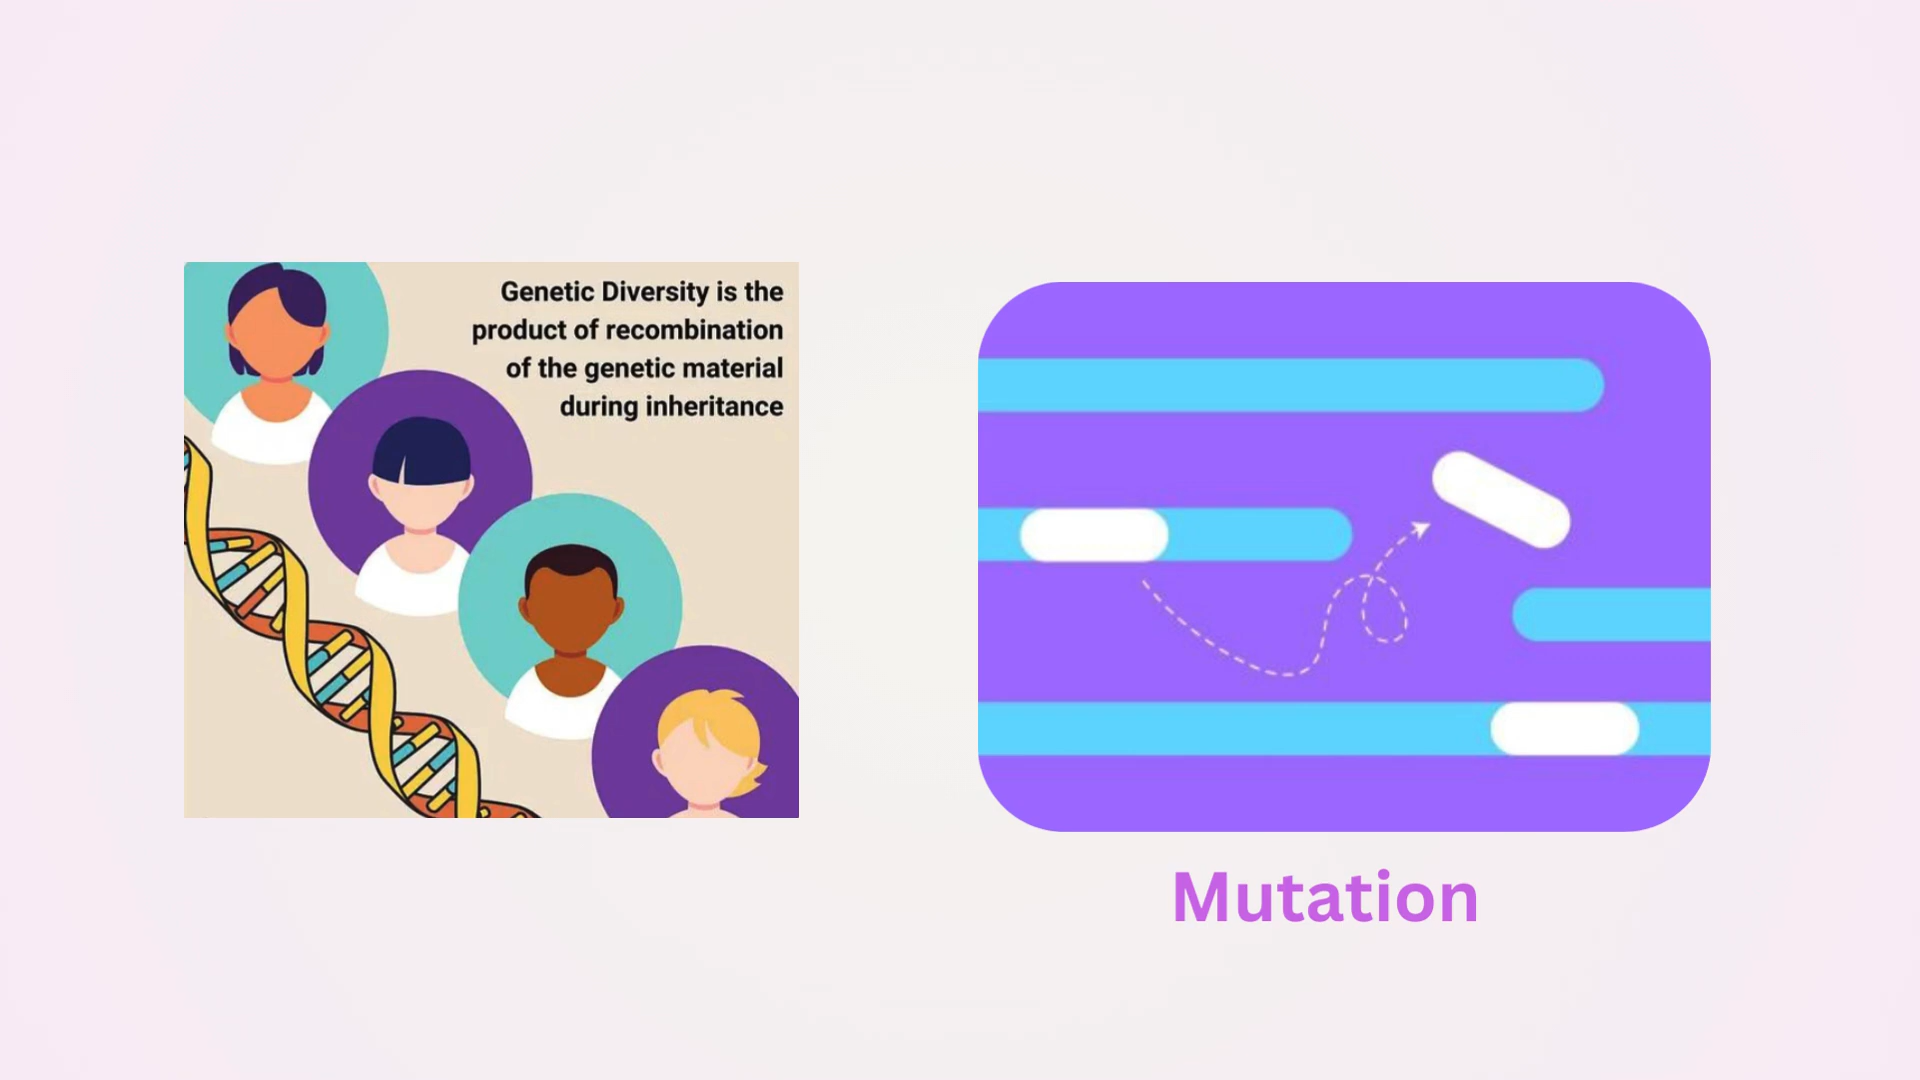 Genetic Diversity is the
product of recombination
of the genetic material
during inheritance
Mutation